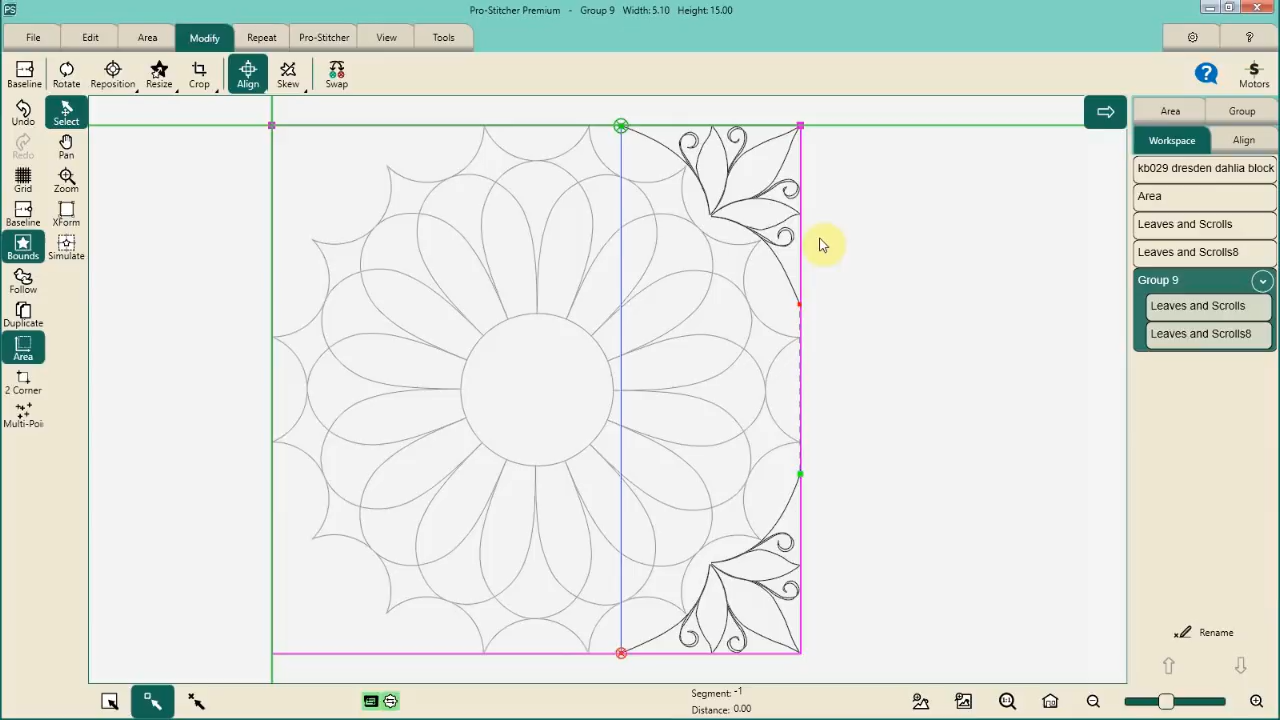 PS
Pro-Stitcher Premium - Group 9 Width: 5.10 Height: 15.00
File Edit Area Modify Repeat Pro-Stitcher View Tools ?
Baseline Rotate Reposition Resize Crop Align Skew Swap ? Motors
Undo Select
Redo Pan
Grid Zoom
Baseline XForm
Bounds Simulate
Follow
Duplicate
Area
2 Corner
Multi-Poi
Area Group
Workspace Align
kb029 dresden dahlia block
Area
Leaves and Scrolls
Leaves and Scrolls8
Group 9
Leaves and Scrolls
Leaves and Scrolls8
Rename
Segment: -1
Distance: 0.00
1:1